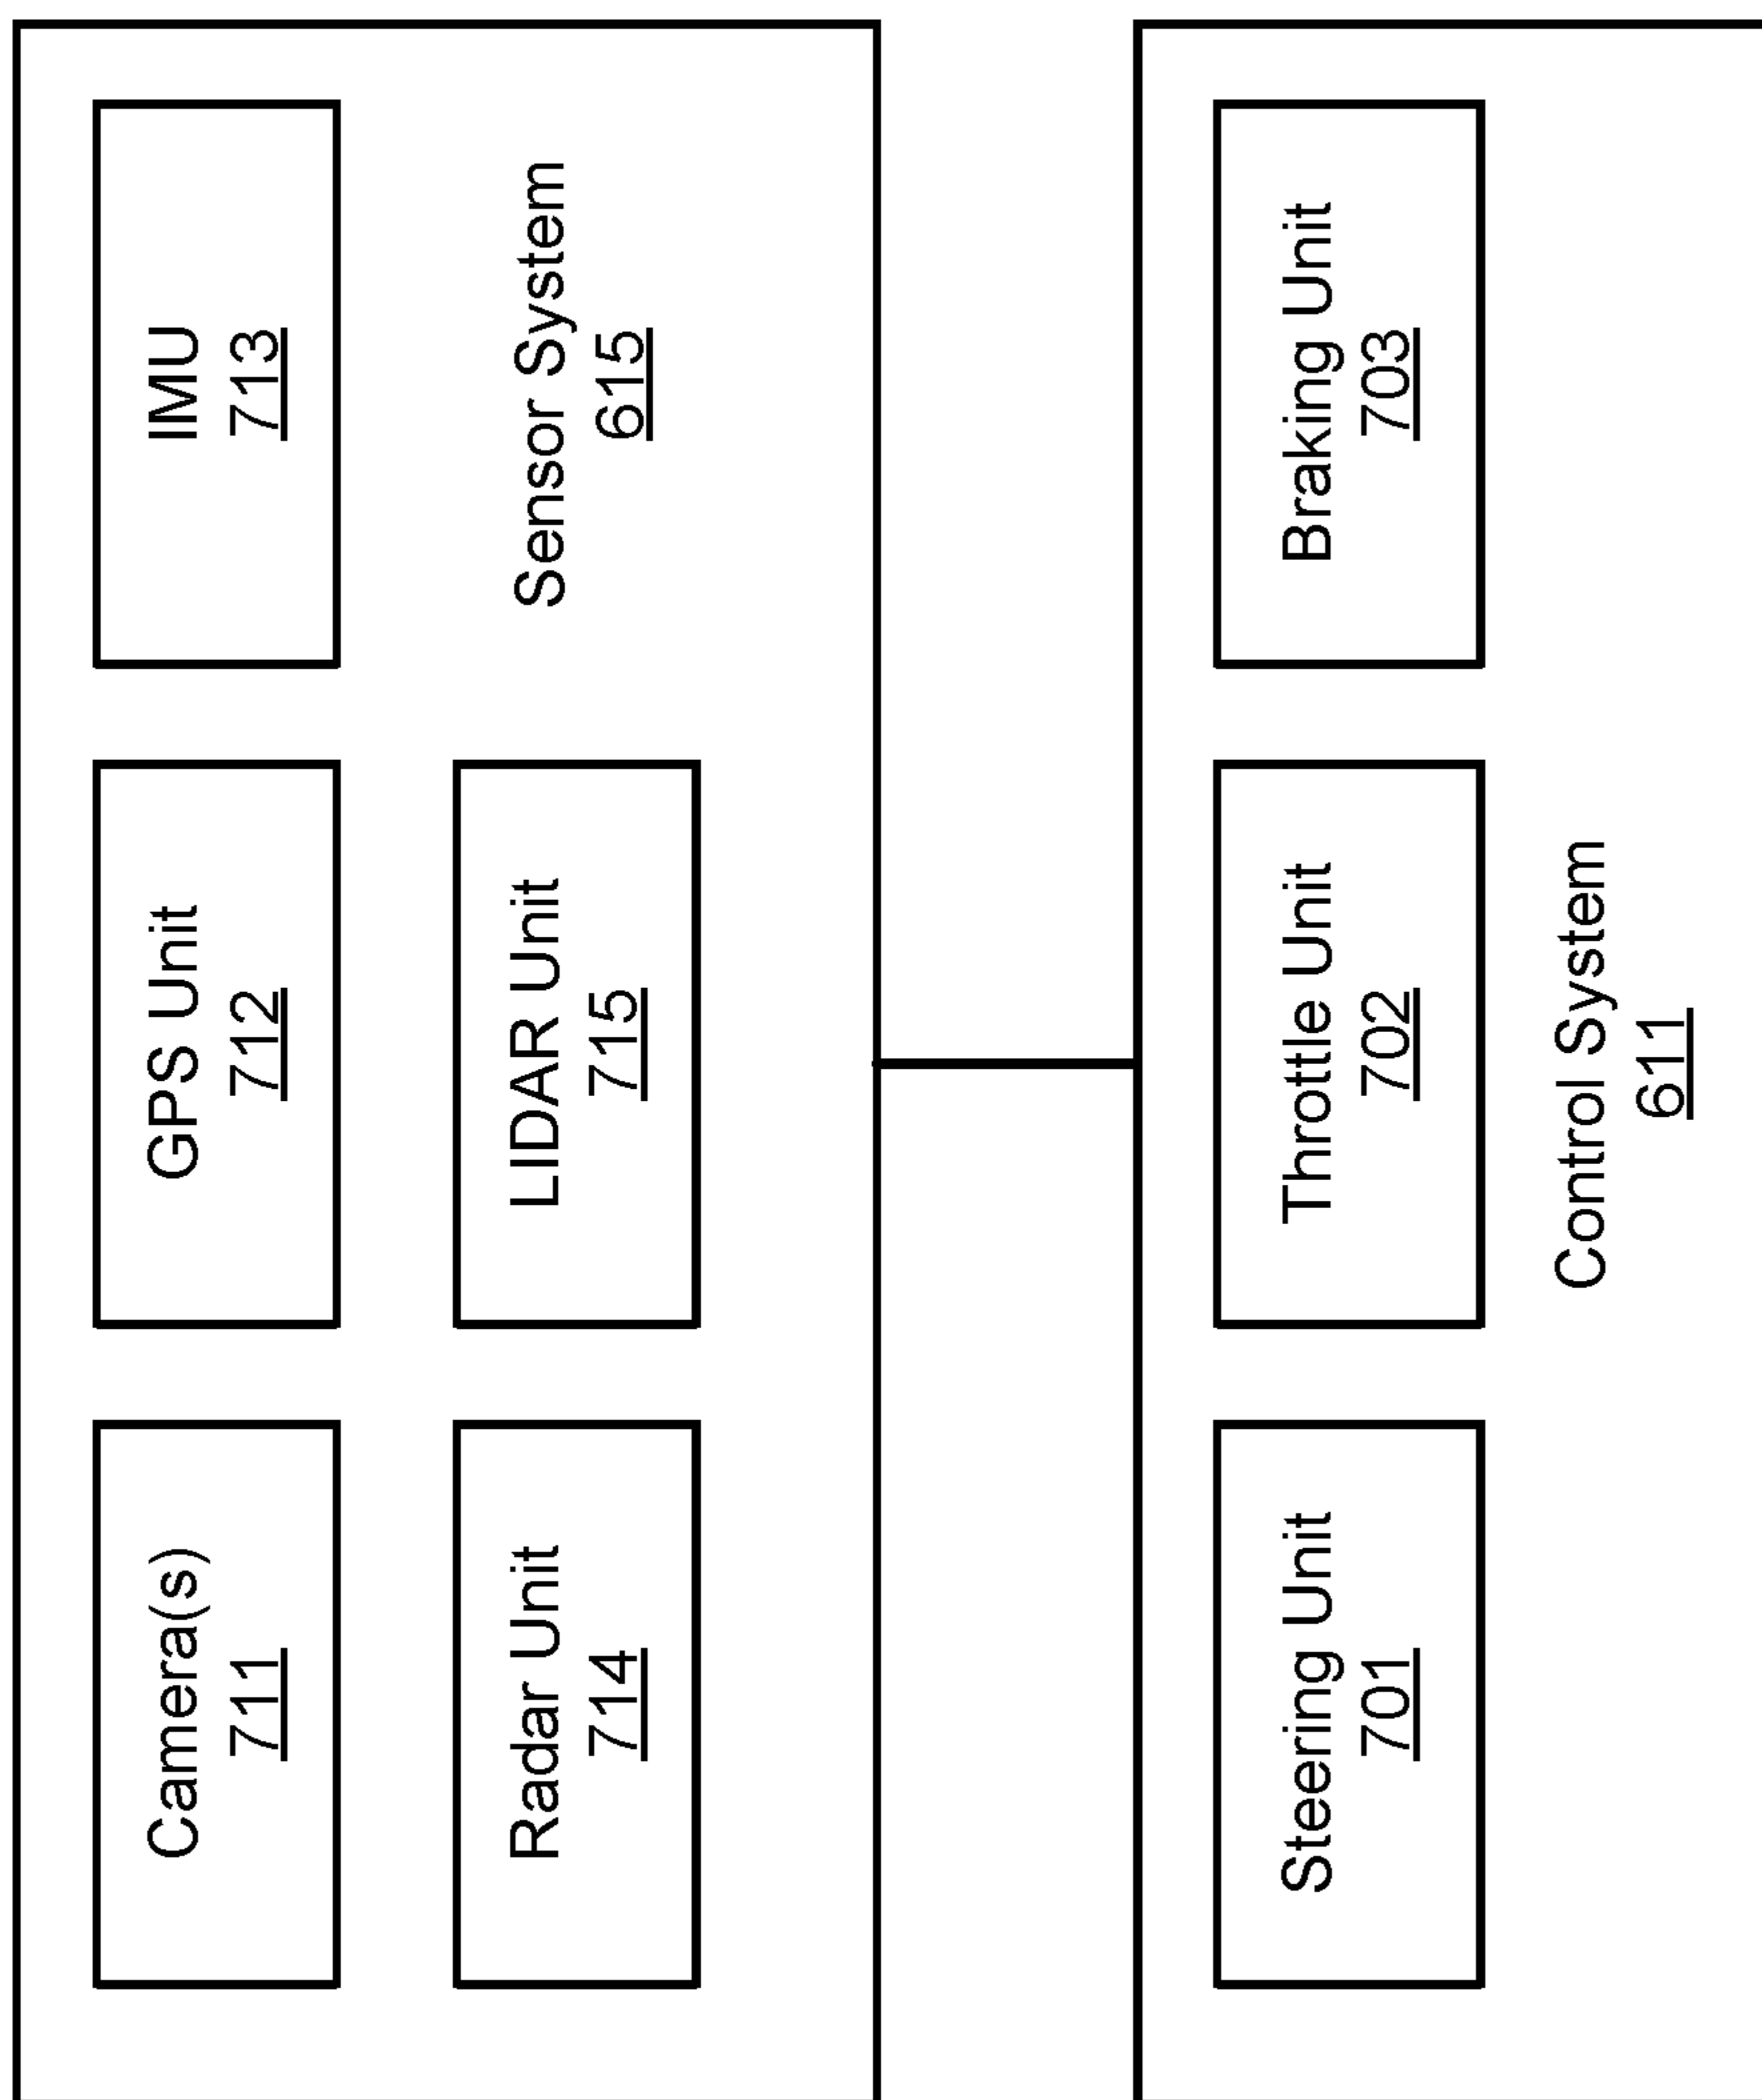 Camera(s)
711
GPS Unit
712
IMU
713
Radar Unit
714
LIDAR Unit
715
Sensor System
615
Steering Unit
701
Throttle Unit
702
Braking Unit
703
Control System
611